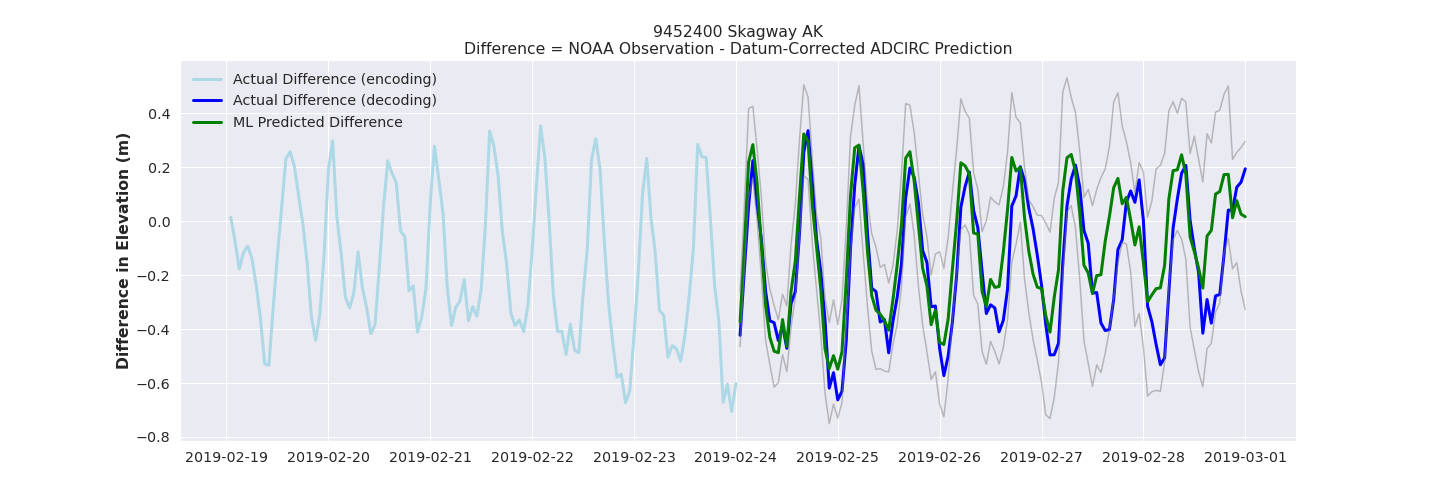 9452400 Skagway AK
Difference = NOAA Observation - Datum-Corrected ADCIRC Prediction
Actual Difference (encoding)
Actual Difference (decoding)
ML Predicted Difference
Difference in Elevation (m)
0.4
0.2
0.0
−0.2
−0.4
−0.6
−0.8
2019-02-19 2019-02-20 2019-02-21 2019-02-22 2019-02-23 2019-02-24 2019-02-25 2019-02-26 2019-02-27 2019-02-28 2019-03-01